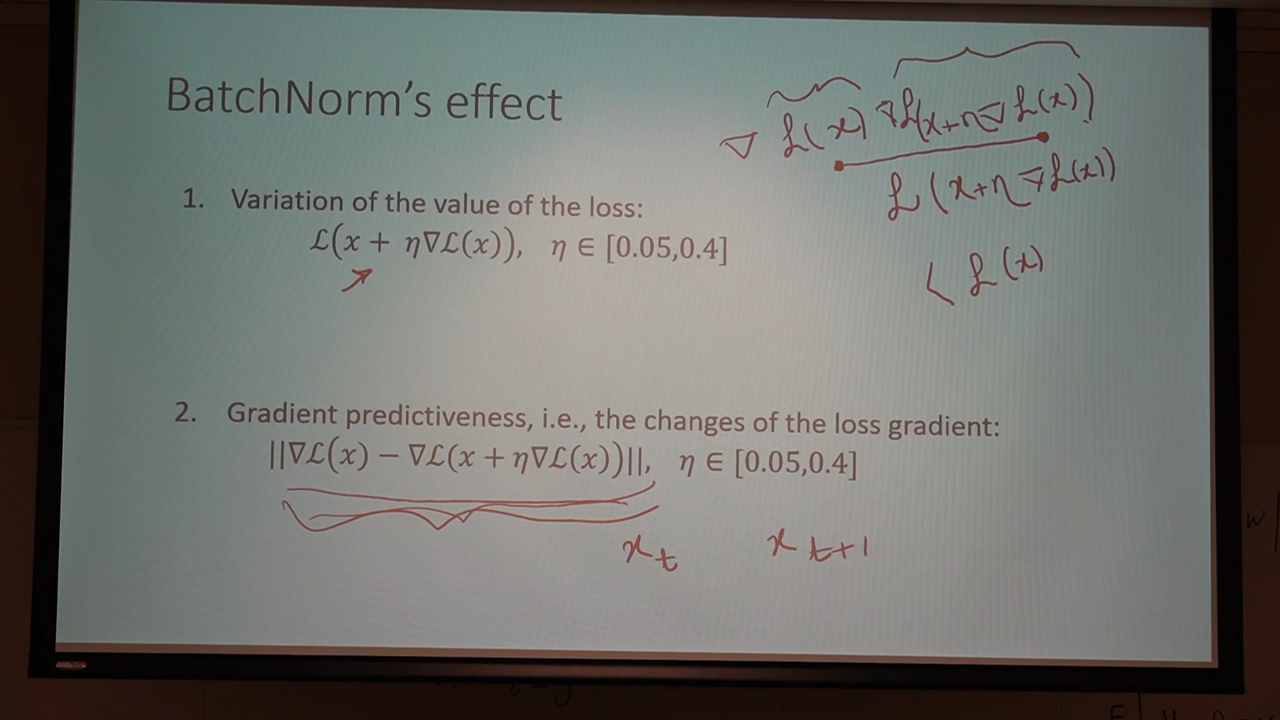 BatchNorm's effect
∇ ℒ(x) ∇ℒ(x+η∇ℒ(x))
ℒ(x+η∇ℒ(x))
< ℒ(x)
1. Variation of the value of the loss:
ℒ(x + η∇ℒ(x)), η ∈ [0.05,0.4]
2. Gradient predictiveness, i.e., the changes of the loss gradient:
||∇ℒ(x) − ∇ℒ(x + η∇ℒ(x))||, η ∈ [0.05,0.4]
x_t x_{t+1}